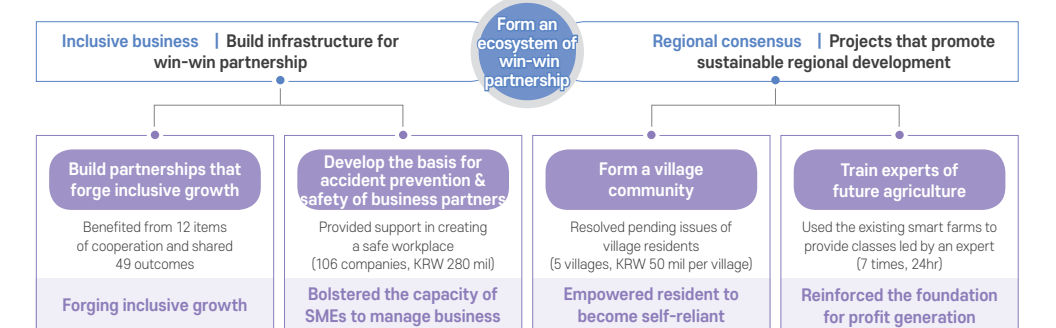 Form an
ecosystem of
win-win
partnership
Inclusive business | Build infrastructure for
win-win partnership
Regional consensus | Projects that promote
sustainable regional development
Build partnerships that
forge inclusive growth
Benefited from 12 items
of cooperation and shared
49 outcomes
Forging inclusive growth
Develop the basis for
accident prevention &
safety of business partners
Provided support in creating
a safe workplace
(106 companies, KRW 280 mil)
Bolstered the capacity of
SMEs to manage business
Form a village
community
Resolved pending issues of
village residents
(5 villages, KRW 50 mil per village)
Empowered resident to
become self-reliant
Train experts of
future agriculture
Used the existing smart farms to
provide classes led by an expert
(7 times, 24hr)
Reinforced the foundation
for profit generation